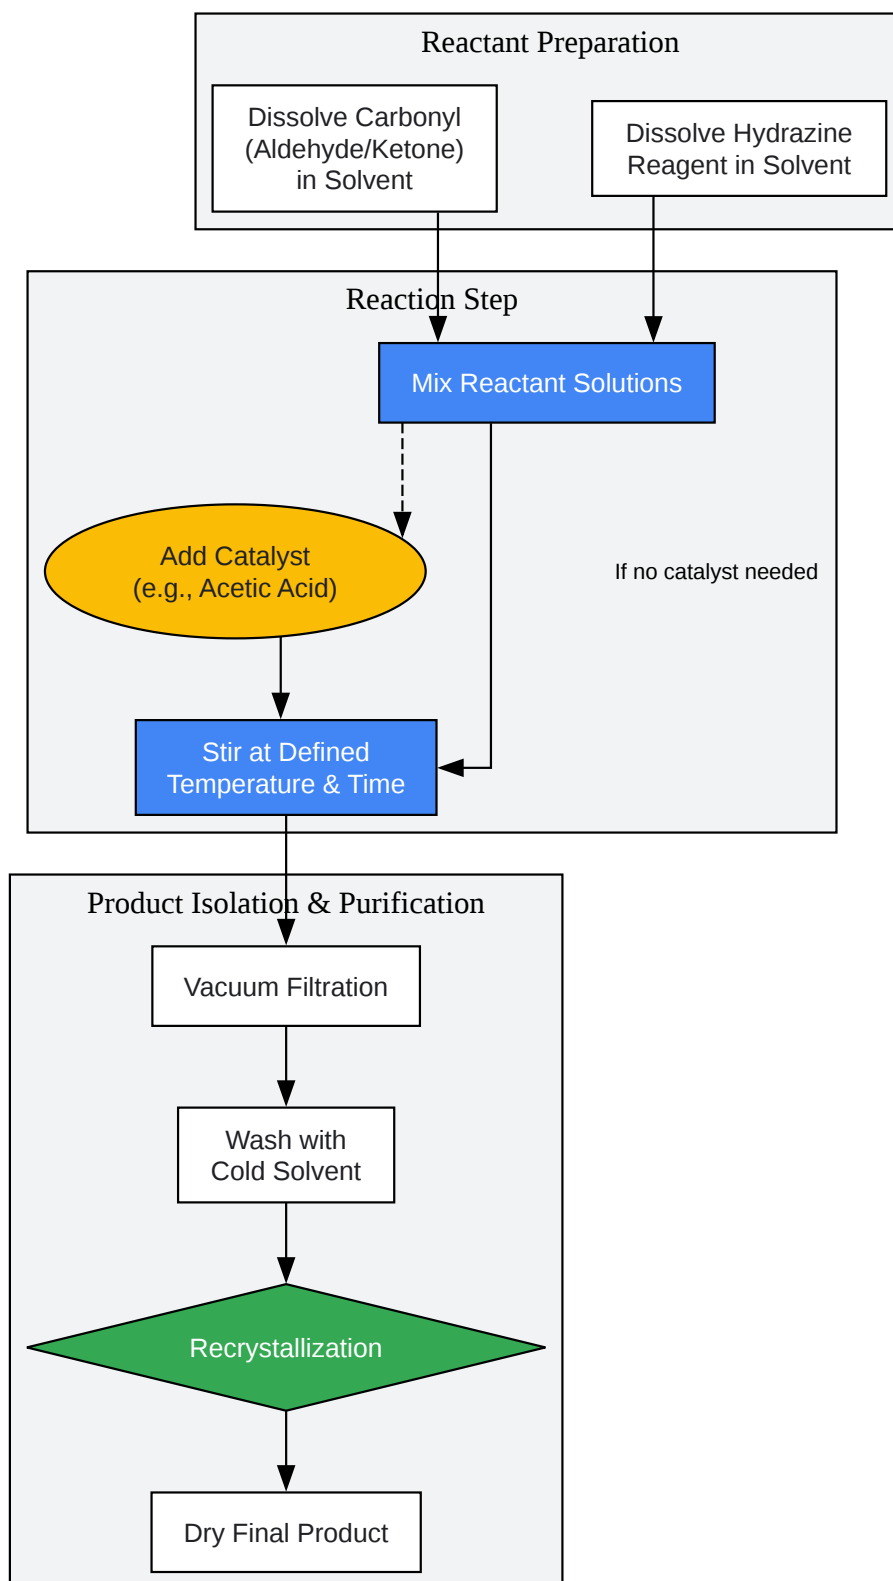 Reactant Preparation
Dissolve Carbonyl
(Aldehyde/Ketone)
in Solvent
Dissolve Hydrazine
Reagent in Solvent
Reaction Step
Mix Reactant Solutions
Add Catalyst
(e.g., Acetic Acid)
If no catalyst needed
Stir at Defined
Temperature & Time
Product Isolation & Purification
Vacuum Filtration
Wash with
Cold Solvent
Recrystallization
Dry Final Product